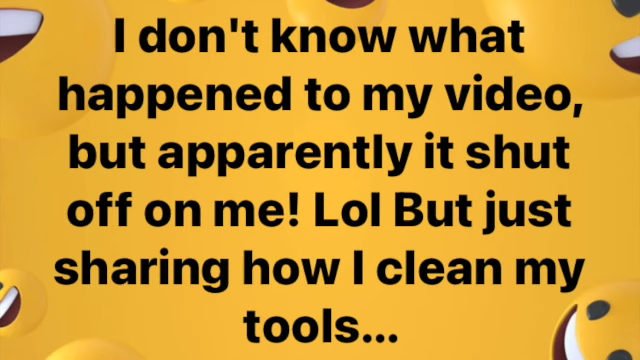 I don't know what
happened to my video,
but apparently it shut
off on me! Lol But just
sharing how I clean my
tools...